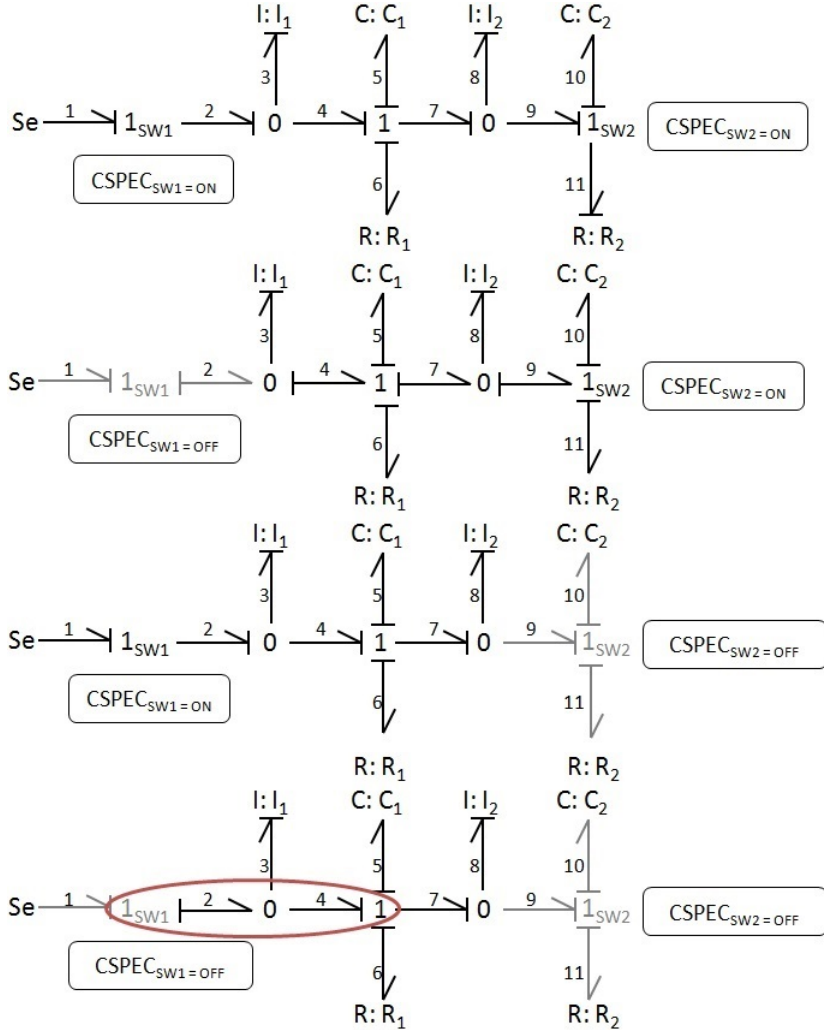 I: I₁ C: C₁ I: I₂ C: C₂
3 5 8 10
1 2 4 7 9
Se 1SW1 0 1 0 1SW2 CSPECSW2 = ON
CSPECSW1 = ON
6 11
R: R₁ R: R₂
I: I₁ C: C₁ I: I₂ C: C₂
3 5 8 10
1 2 4 7 9
Se 1SW1 0 1 0 1SW2 CSPECSW2 = ON
CSPECSW1 = OFF
6 11
R: R₁ R: R₂
I: I₁ C: C₁ I: I₂ C: C₂
3 5 8 10
1 2 4 7 9
Se 1SW1 0 1 0 1SW2 CSPECSW2 = OFF
CSPECSW1 = ON
6 11
R: R₁ R: R₂
I: I₁ C: C₁ I: I₂ C: C₂
3 5 8 10
1 2 4 7 9
Se 1SW1 0 1 0 1SW2 CSPECSW2 = OFF
CSPECSW1 = OFF
6 11
R: R₁ R: R₂